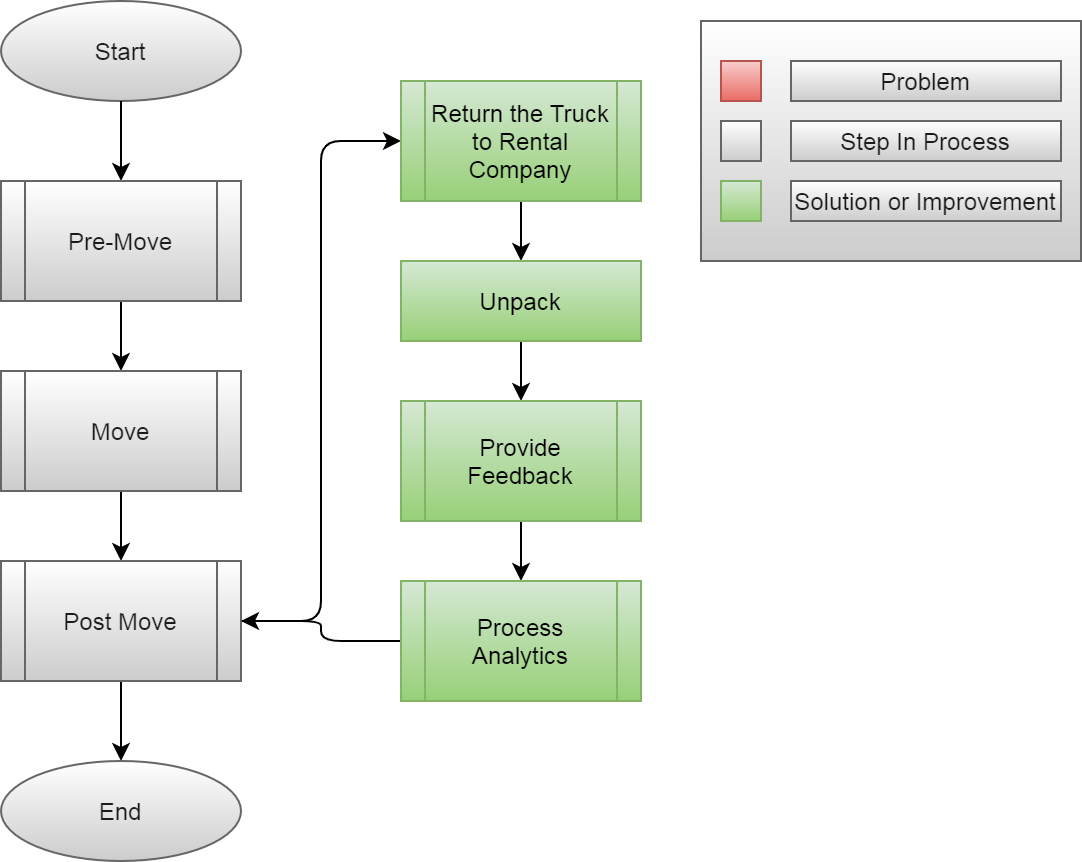 Start
Pre-Move
Move
Post Move
End
Return the Truck
to Rental
Company
Unpack
Provide
Feedback
Process
Analytics
Problem
Step In Process
Solution or Improvement